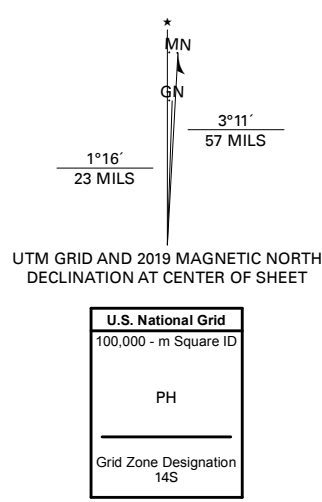 MN
GN
3°11´
57 MILS
1°16´
23 MILS
UTM GRID AND 2019 MAGNETIC NORTH
DECLINATION AT CENTER OF SHEET
U.S. National Grid
100,000 - m Square ID
PH
Grid Zone Designation
14S